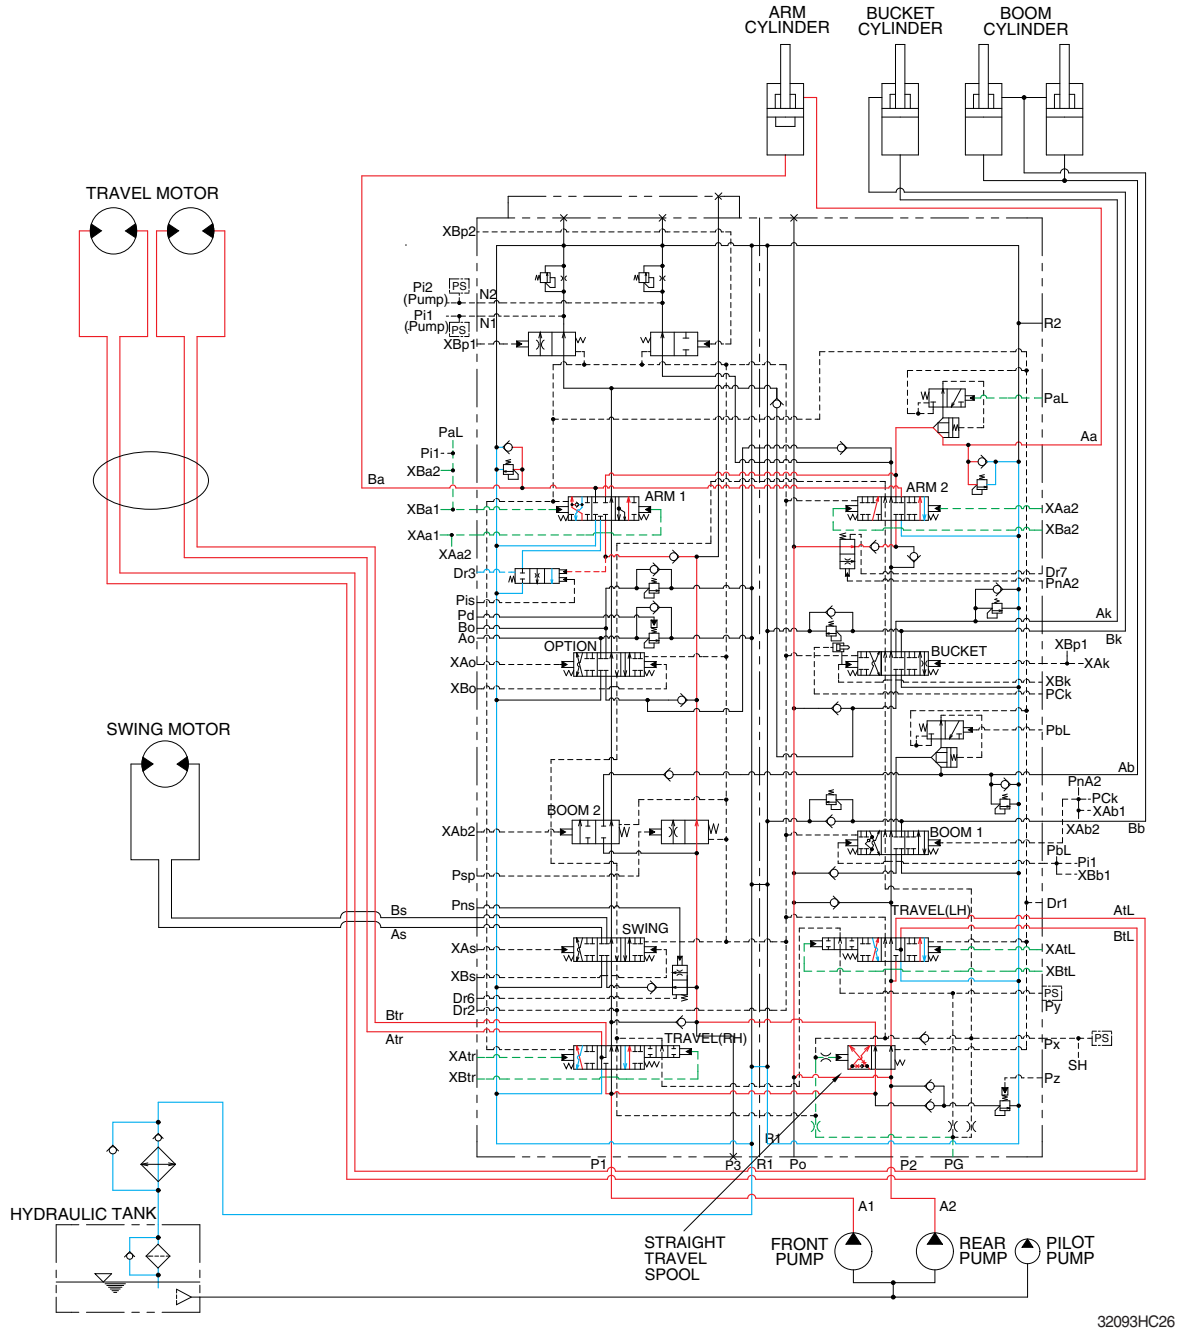 ARM
CYLINDER
BUCKET
CYLINDER
BOOM
CYLINDER
TRAVEL MOTOR
XBp2
Pi2
(Pump)
PS
N2
Pi1
(Pump)
PS
N1
XBp1
R2
PaL
Aa
PaL
Pi1
XBa2
Ba
XBa1
XAa1
XAa2
Dr3
Pis
Pd
Bo
Ao
ARM 1
ARM 2
XAa2
XBa2
Dr7
PnA2
Ak
Bk
OPTION
XAo
XBo
BUCKET
XBp1
XAk
XBk
PCk
PbL
SWING MOTOR
Ab
PnA2
PCk
XAb1
XAb2
Bb
BOOM 2
XAb2
Psp
BOOM 1
PbL
Pi1
XBb1
Pns
Bs
As
SWING
XAs
XBs
Dr6
Dr2
TRAVEL(LH)
Dr1
AtL
BtL
XAtL
XBtL
PS
Py
Btr
Atr
TRAVEL(RH)
XAtr
XBtr
Px
PS
SH
Pz
R1
P1
P3
R1
Po
P2
PG
HYDRAULIC TANK
A1
A2
STRAIGHT
TRAVEL
SPOOL
FRONT
PUMP
REAR
PUMP
PILOT
PUMP
32093HC26